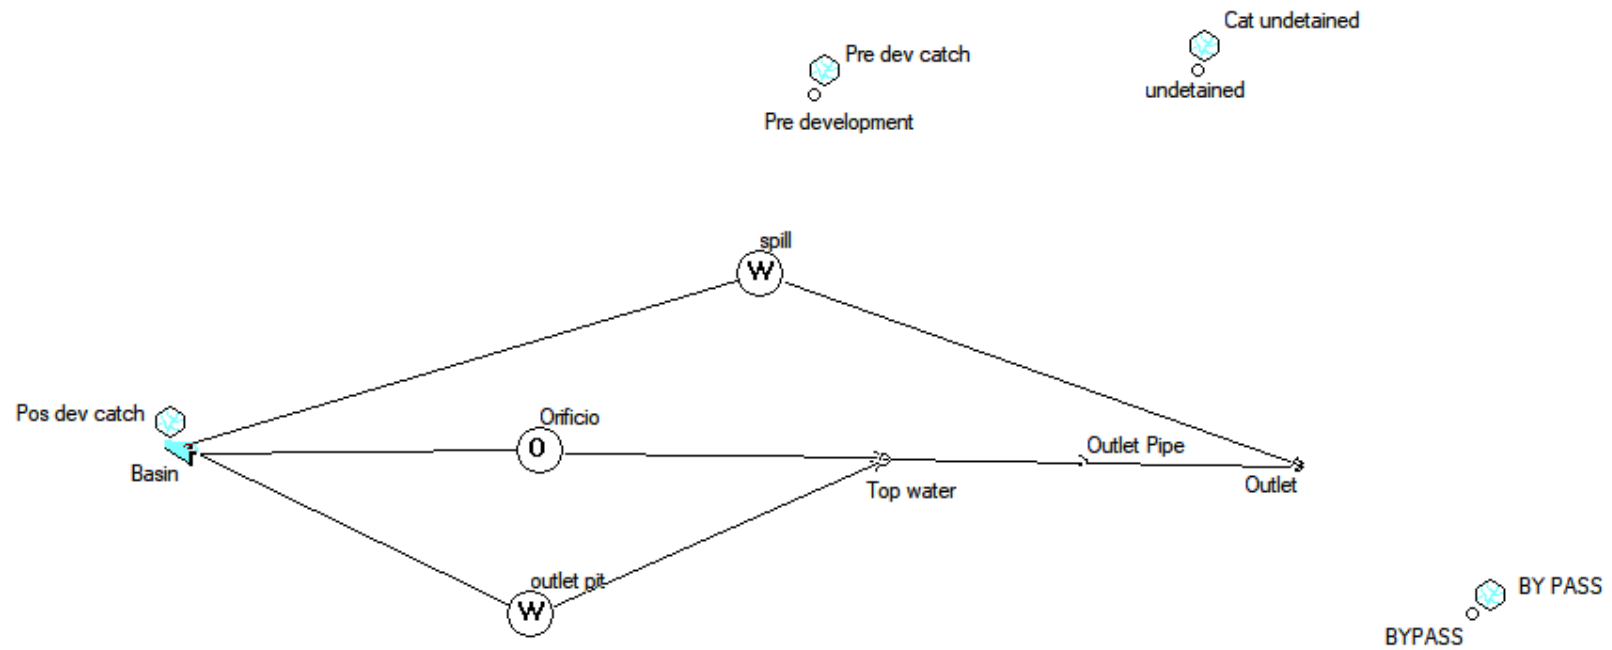 Cat undetained
Pre dev catch
undetained
Pre development
spill
W
Pos dev catch
Orificio
O
Outlet Pipe
Basin
Top water
Outlet
outlet pit
W
BY PASS
BYPASS